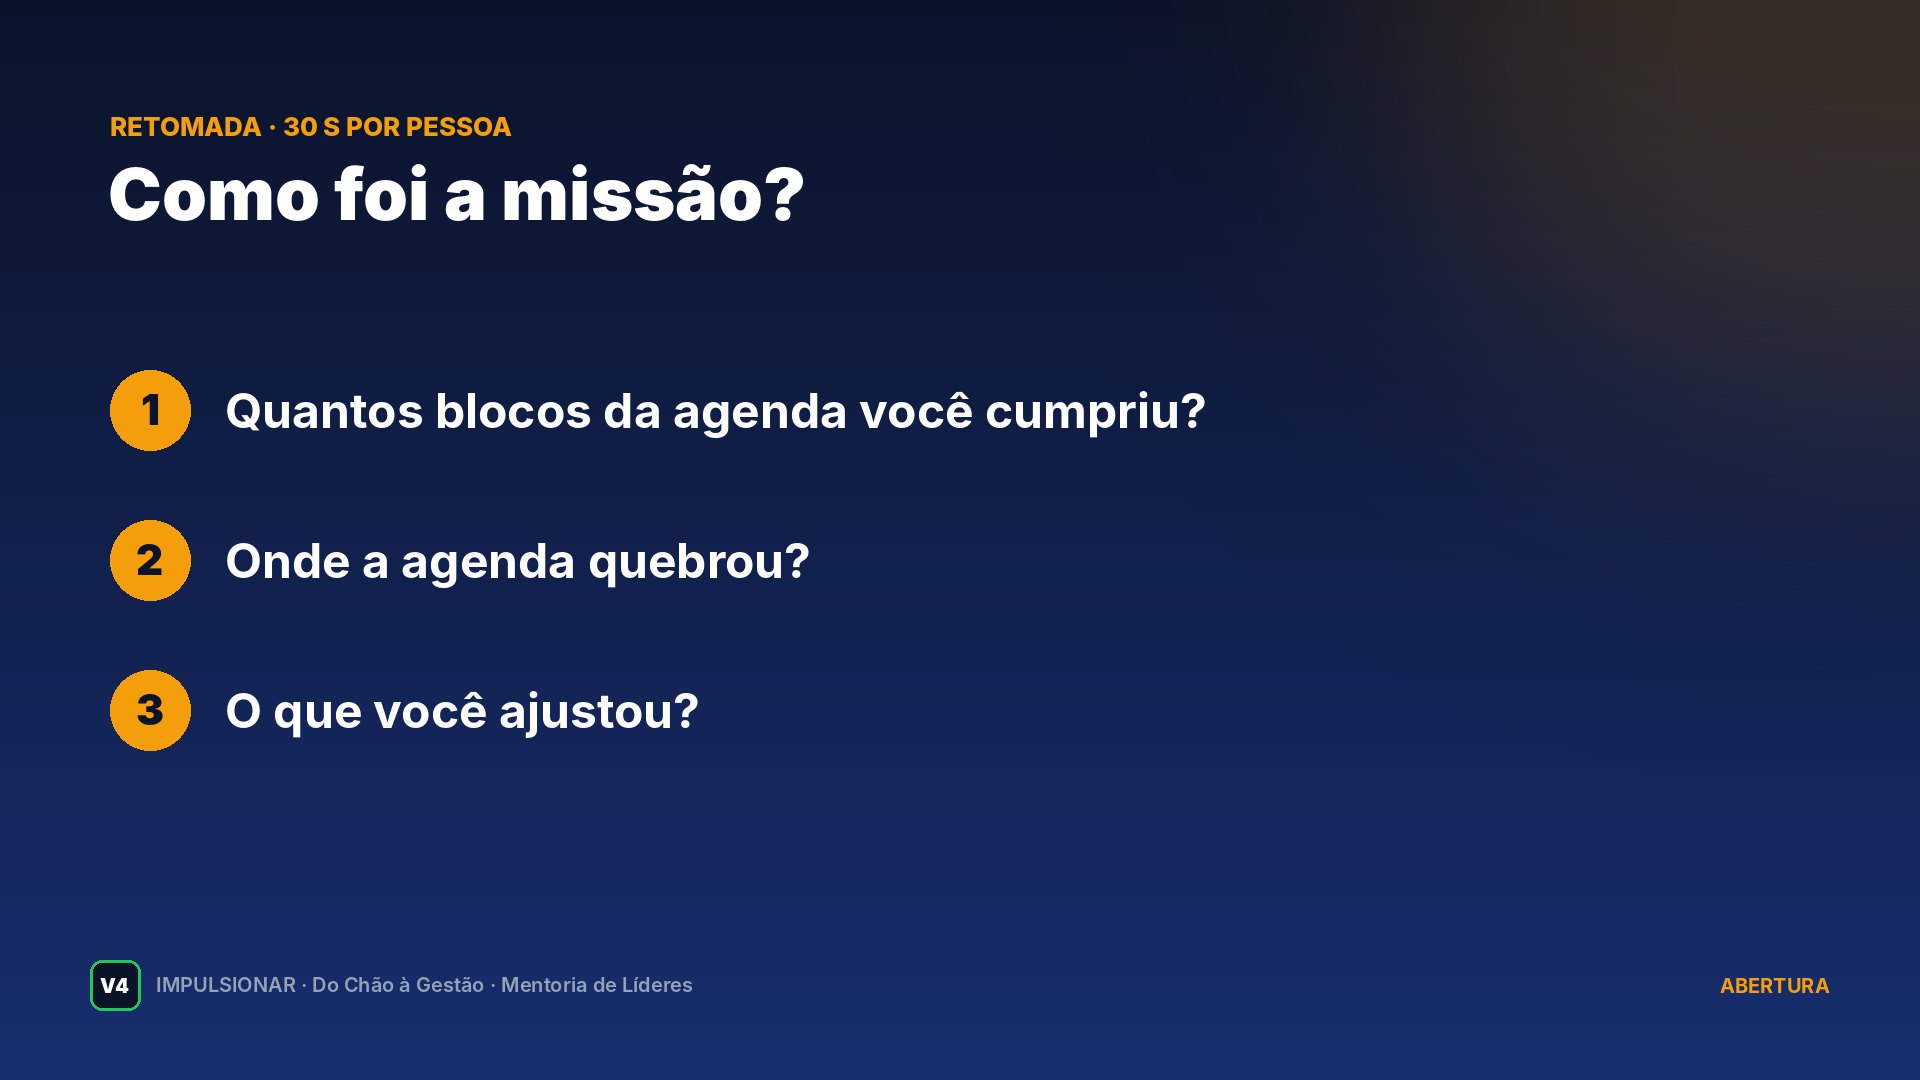 RETOMADA · 30 S POR PESSOA
Como foi a missão?
1 Quantos blocos da agenda você cumpriu?
2 Onde a agenda quebrou?
3 O que você ajustou?
V4 IMPULSIONAR · Do Chão à Gestão · Mentoria de Líderes
ABERTURA